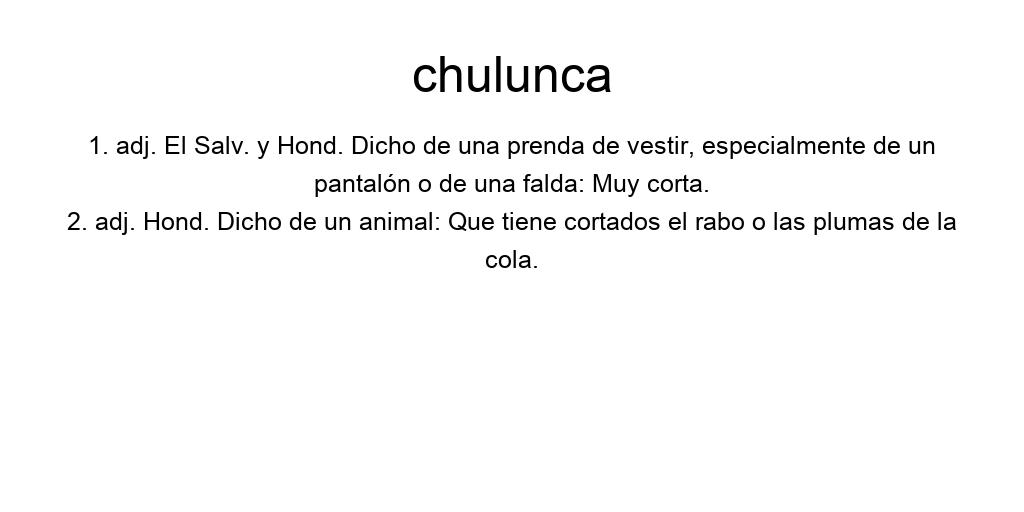 chulunca
1. adj. El Salv. y Hond. Dicho de una prenda de vestir, especialmente de un
pantalón o de una falda: Muy corta.
2. adj. Hond. Dicho de un animal: Que tiene cortados el rabo o las plumas de la
cola.